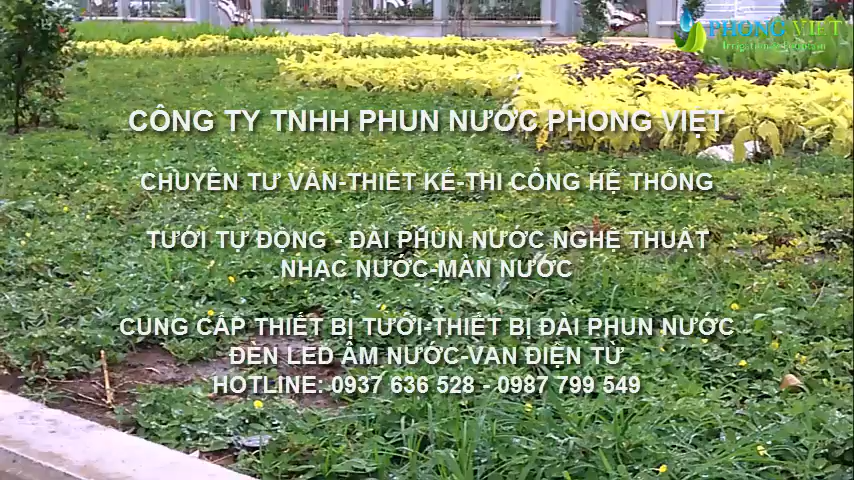 PHONG VIỆT
CÔNG TY TNHH PHUN NƯỚC PHONG VIỆT
CHUYÊN TƯ VẤN-THIẾT KẾ-THI CÔNG HỆ THỐNG
TƯỚI TỰ ĐỘNG - ĐÀI PHUN NƯỚC NGHỆ THUẬT
NHẠC NƯỚC-MÀN NƯỚC
CUNG CẤP THIẾT BỊ TƯỚI-THIẾT BỊ ĐÀI PHUN NƯỚC
ĐÈN LED ÂM NƯỚC-VAN ĐIỆN TỪ
HOTLINE: 0937 636 528 - 0987 799 549